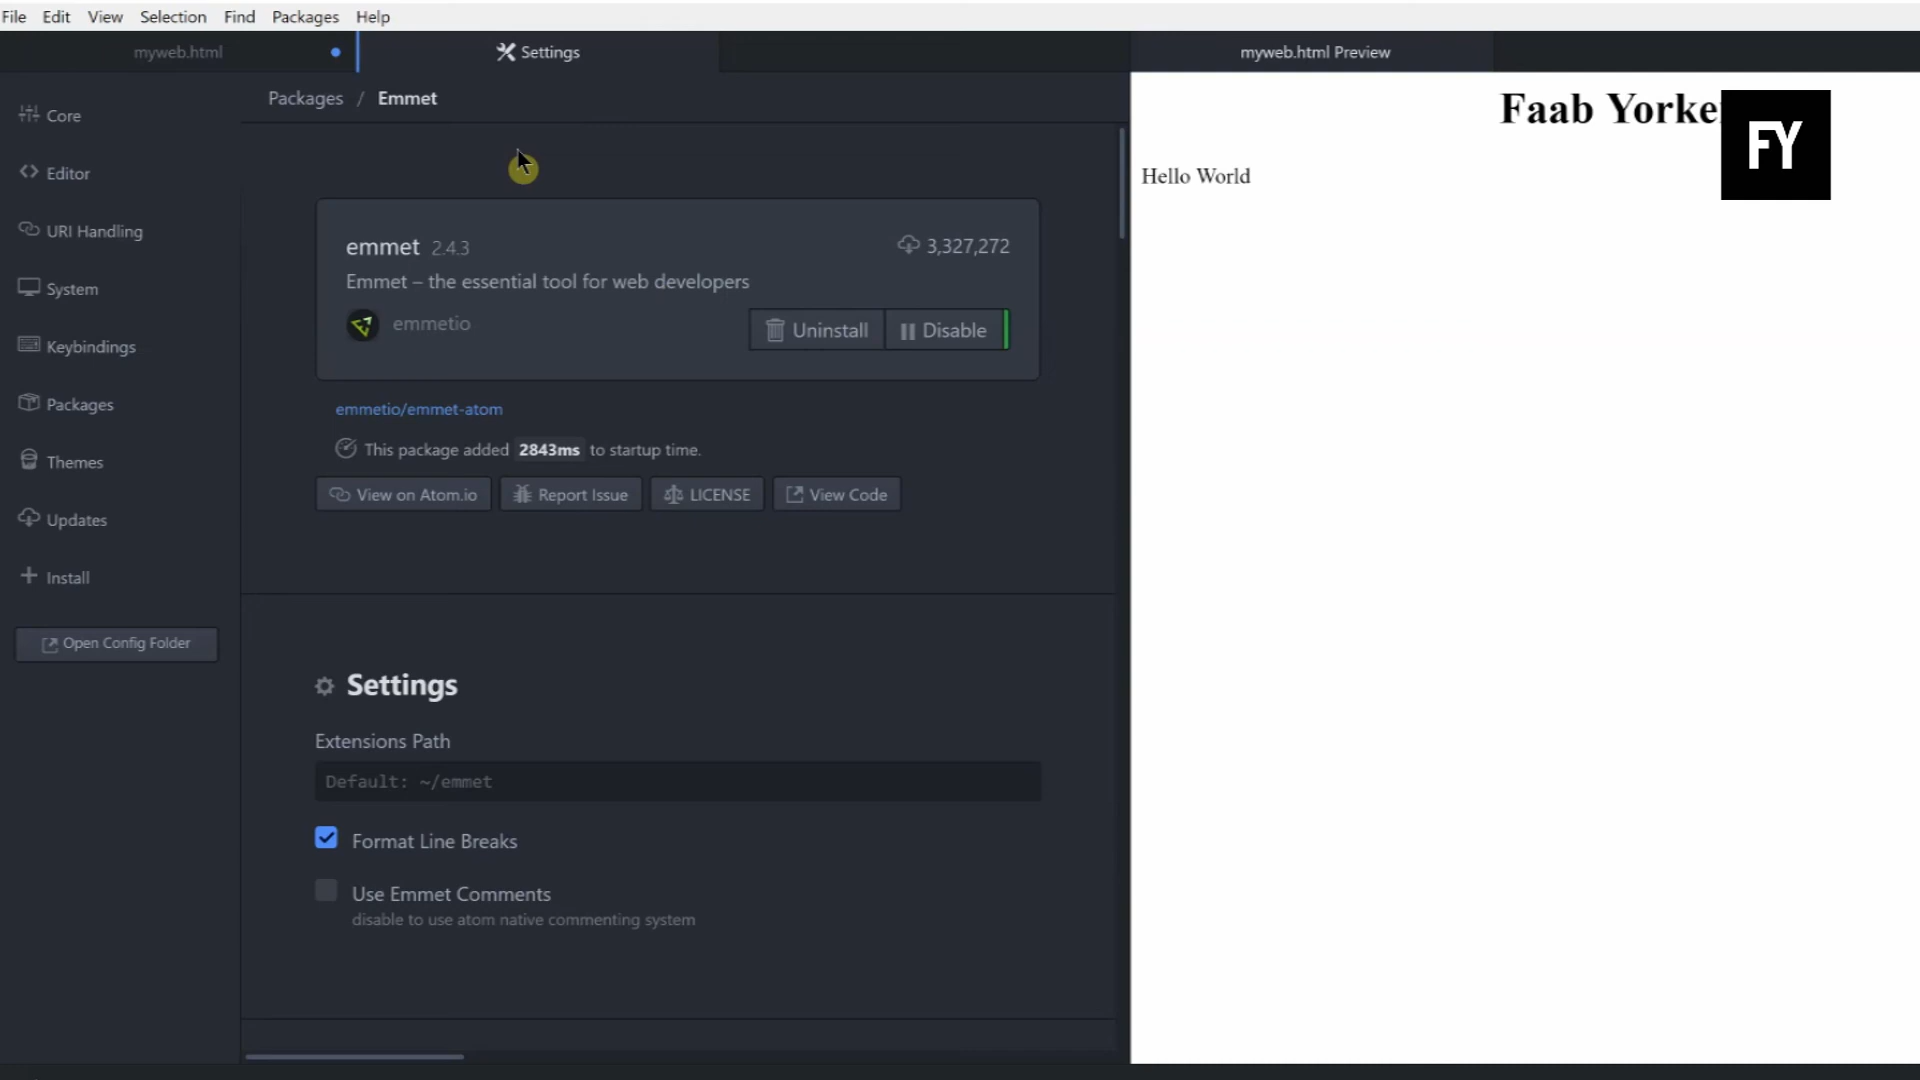 File Edit View Selection Find Packages Help
myweb.html
Settings
myweb.html Preview
Core
Editor
URI Handling
System
Keybindings
Packages
Themes
Updates
Install
Open Config Folder
Packages / Emmet
emmet 2.4.3
3,327,272
Emmet – the essential tool for web developers
emmetio
Uninstall
Disable
emmetio/emmet-atom
This package added 2843ms to startup time.
View on Atom.io
Report Issue
LICENSE
View Code
Settings
Extensions Path
Default: ~/emmet
Format Line Breaks
Use Emmet Comments
disable to use atom native commenting system
Faab Yorke
FY
Hello World